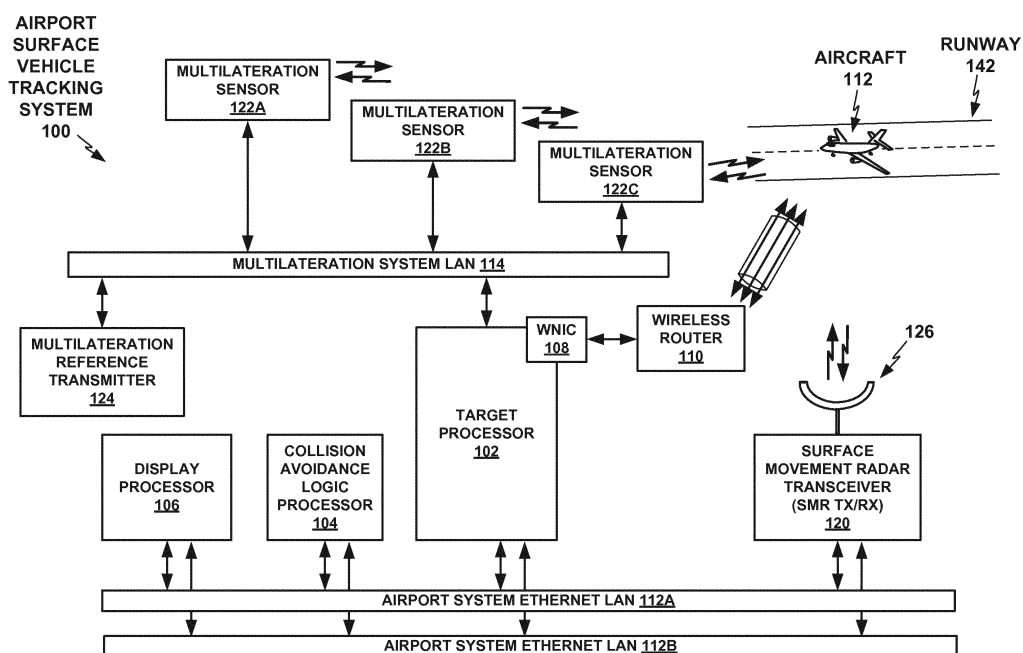 AIRPORT
SURFACE
VEHICLE
TRACKING
SYSTEM
100
MULTILATERATION
SENSOR
122A
MULTILATERATION
SENSOR
122B
MULTILATERATION
SENSOR
122C
AIRCRAFT
112
RUNWAY
142
MULTILATERATION SYSTEM LAN 114
MULTILATERATION
REFERENCE
TRANSMITTER
124
WNIC
108
WIRELESS
ROUTER
110
126
TARGET
PROCESSOR
102
DISPLAY
PROCESSOR
106
COLLISION
AVOIDANCE
LOGIC
PROCESSOR
104
SURFACE
MOVEMENT RADAR
TRANSCEIVER
(SMR TX/RX)
120
AIRPORT SYSTEM ETHERNET LAN 112A
AIRPORT SYSTEM ETHERNET LAN 112B